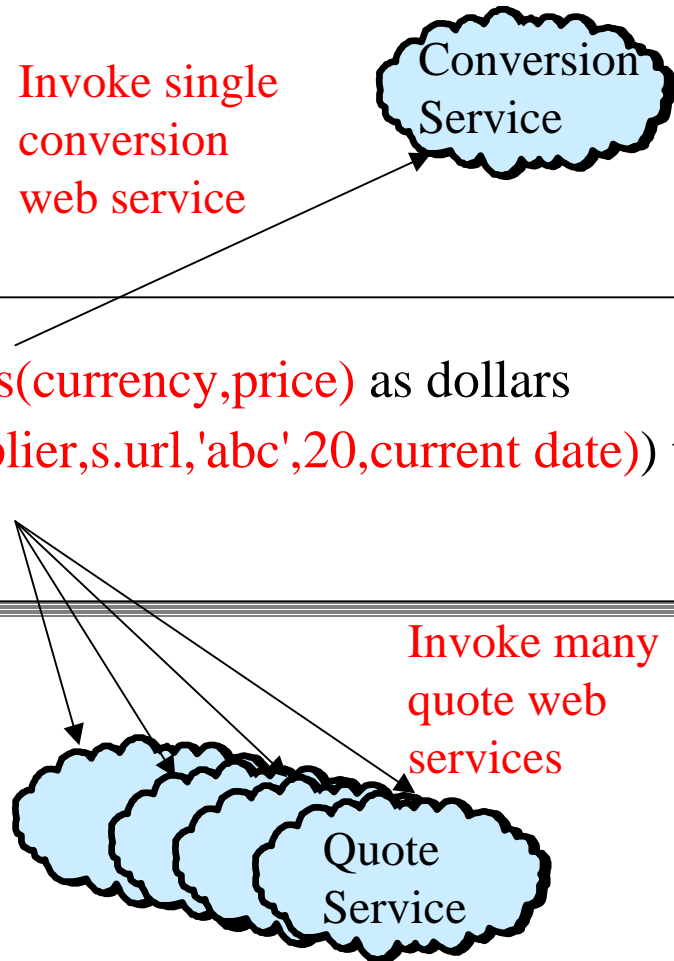 Conversion
Service
Invoke single
conversion
web service
s(currency,price) as dollars
plier,s.url,'abc',20,current date))
Invoke many
quote web
services
Quote
Service